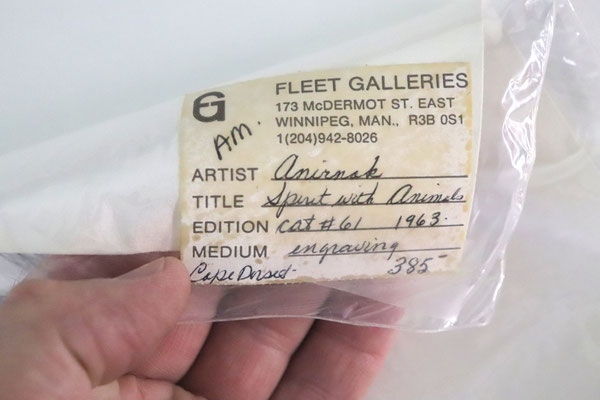 FG
FLEET GALLERIES
173 McDERMOT ST. EAST
WINNIPEG, MAN., R3B 0S1
1(204)942-8026
AM.
ARTIST Anirnak
TITLE Spirit with Animals
EDITION cat #61 1963.
MEDIUM engraving
Cape Dorset 385-